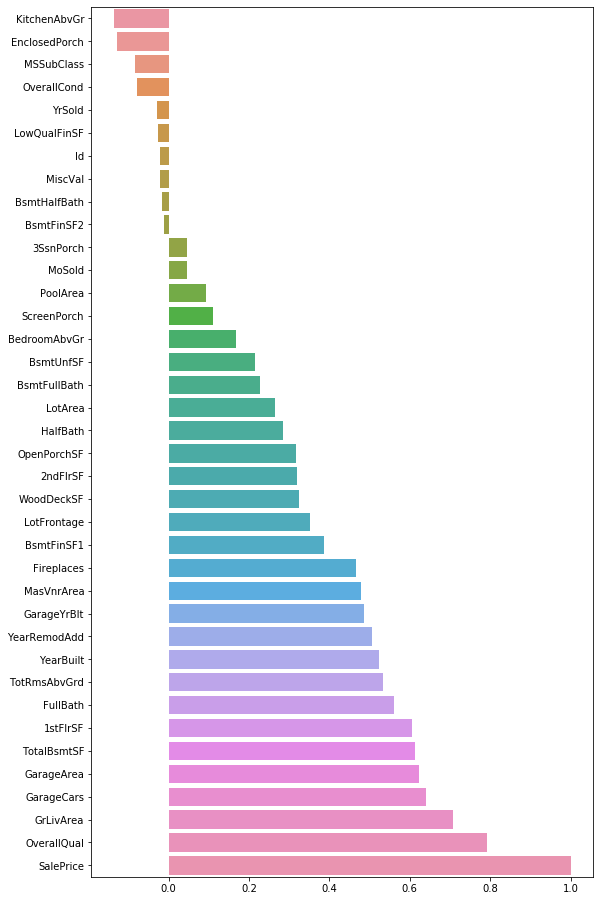 KitchenAbvGr
EnclosedPorch
MSSubClass
OverallCond
YrSold
LowQualFinSF
Id
MiscVal
BsmtHalfBath
BsmtFinSF2
3SsnPorch
MoSold
PoolArea
ScreenPorch
BedroomAbvGr
BsmtUnfSF
BsmtFullBath
LotArea
HalfBath
OpenPorchSF
2ndFlrSF
WoodDeckSF
LotFrontage
BsmtFinSF1
Fireplaces
MasVnrArea
GarageYrBlt
YearRemodAdd
YearBuilt
TotRmsAbvGrd
FullBath
1stFlrSF
TotalBsmtSF
GarageArea
GarageCars
GrLivArea
OverallQual
SalePrice
0.0 0.2 0.4 0.6 0.8 1.0